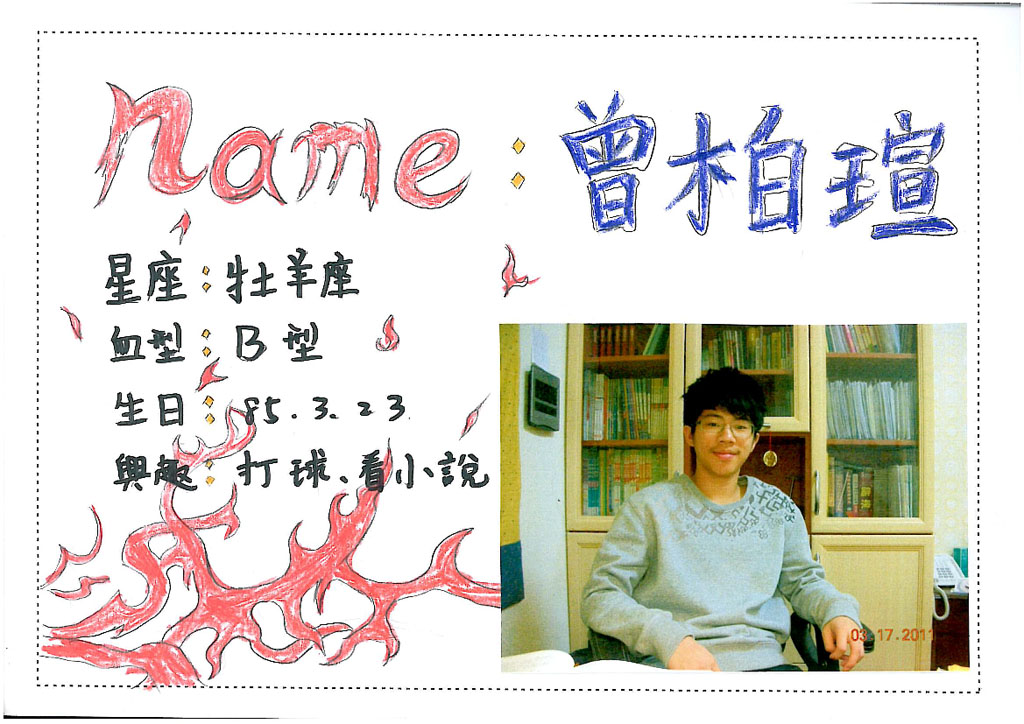 name：曾柏瑄
星座：牡羊座
血型：B型
生日：85.3.23
興趣：打球、看小說
03.17.2011